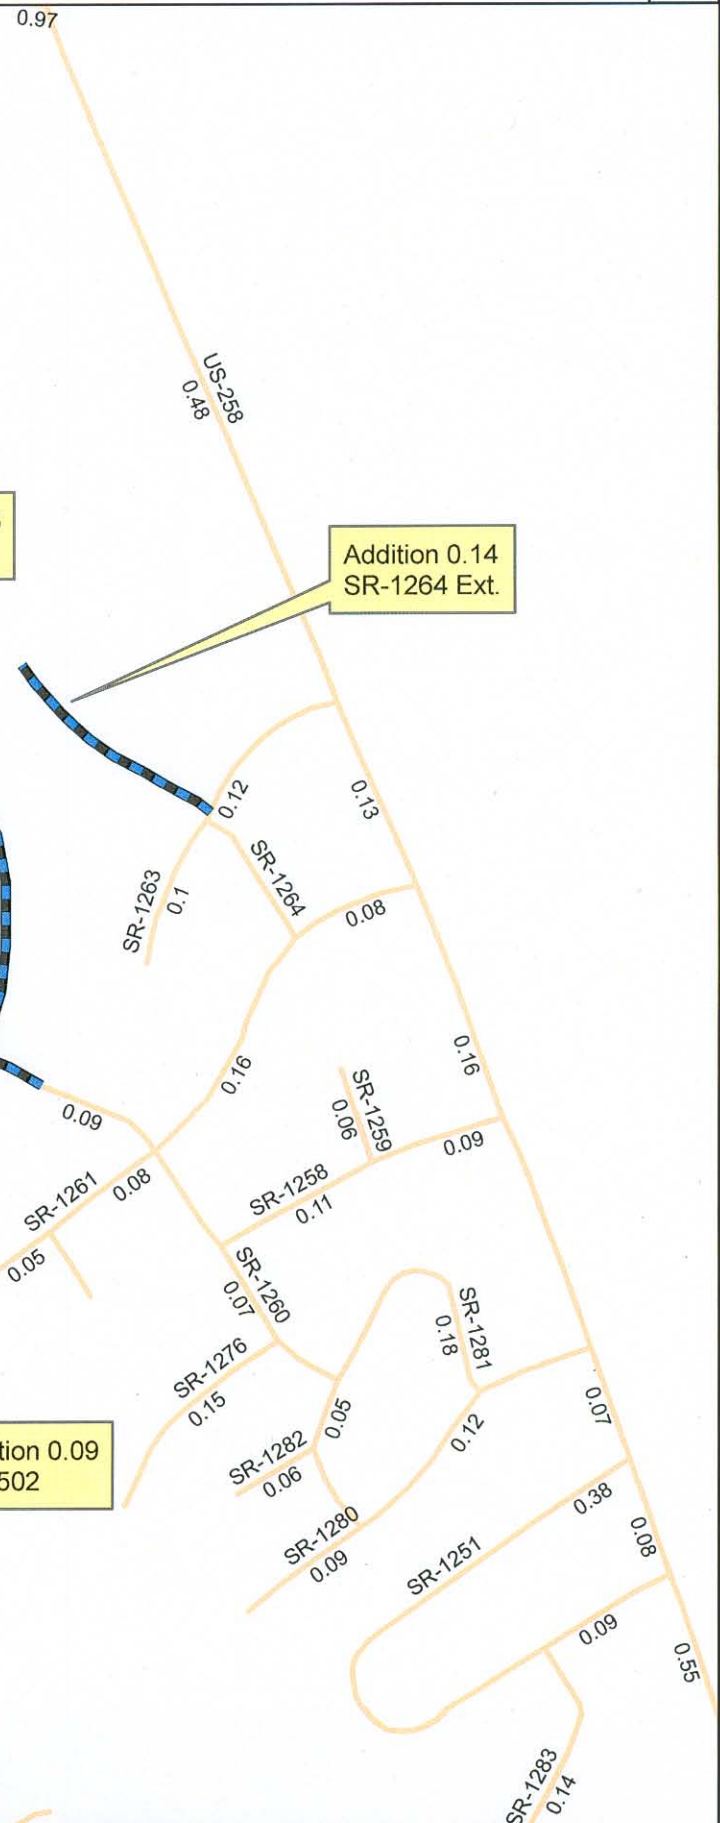 0.97
US-258
0.48
Addition 0.14
SR-1264 Ext.
0.12
0.13
SR-1264
SR-1263
0.1
0.08
0.16
0.16
SR-1259
0.06
0.09
0.09
SR-1258
0.11
SR-1261
0.08
0.05
SR-1260
0.07
SR-1281
0.18
SR-1276
0.15
0.05
0.07
0.12
SR-1282
0.06
tion 0.09
502
0.38
SR-1280
0.09
SR-1251
0.08
0.09
0.55
SR-1283
0.14